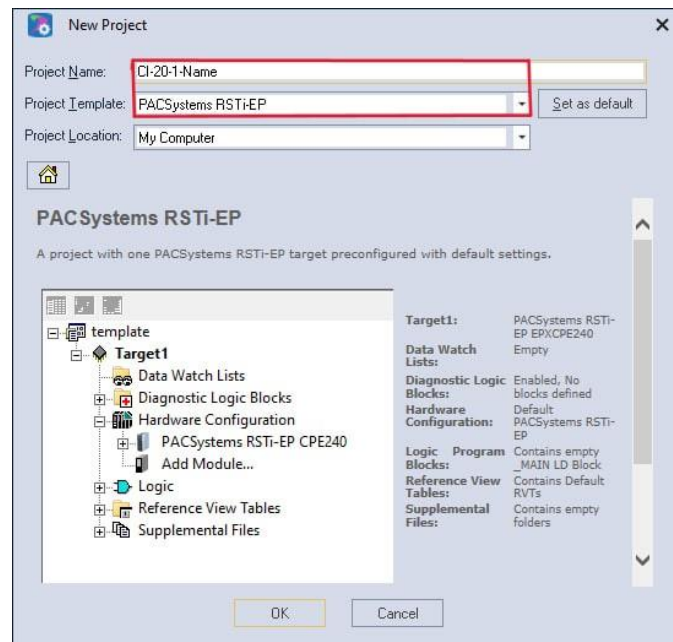 New Project
Project Name: CI-20-1-Name
Project Template: PACSystems RSTi-EP Set as default
Project Location: My Computer
PACSystems RSTi-EP
A project with one PACSystems RSTi-EP target preconfigured with default settings.
template
Target1
Data Watch Lists
Diagnostic Logic Blocks
Hardware Configuration
PACSystems RSTi-EP CPE240
Add Module...
Logic
Reference View Tables
Supplemental Files
Target1: PACSystems RSTi-
EP EPXCPE240
Data Watch Empty
Lists:
Diagnostic Logic Enabled, No
Blocks: blocks defined
Hardware Default
Configuration: PACSystems RSTi-
EP
Logic Program Contains empty
Blocks: _MAIN LD Block
Reference View Contains Default
Tables: RVTs
Supplemental Contains empty
Files: folders
OK Cancel